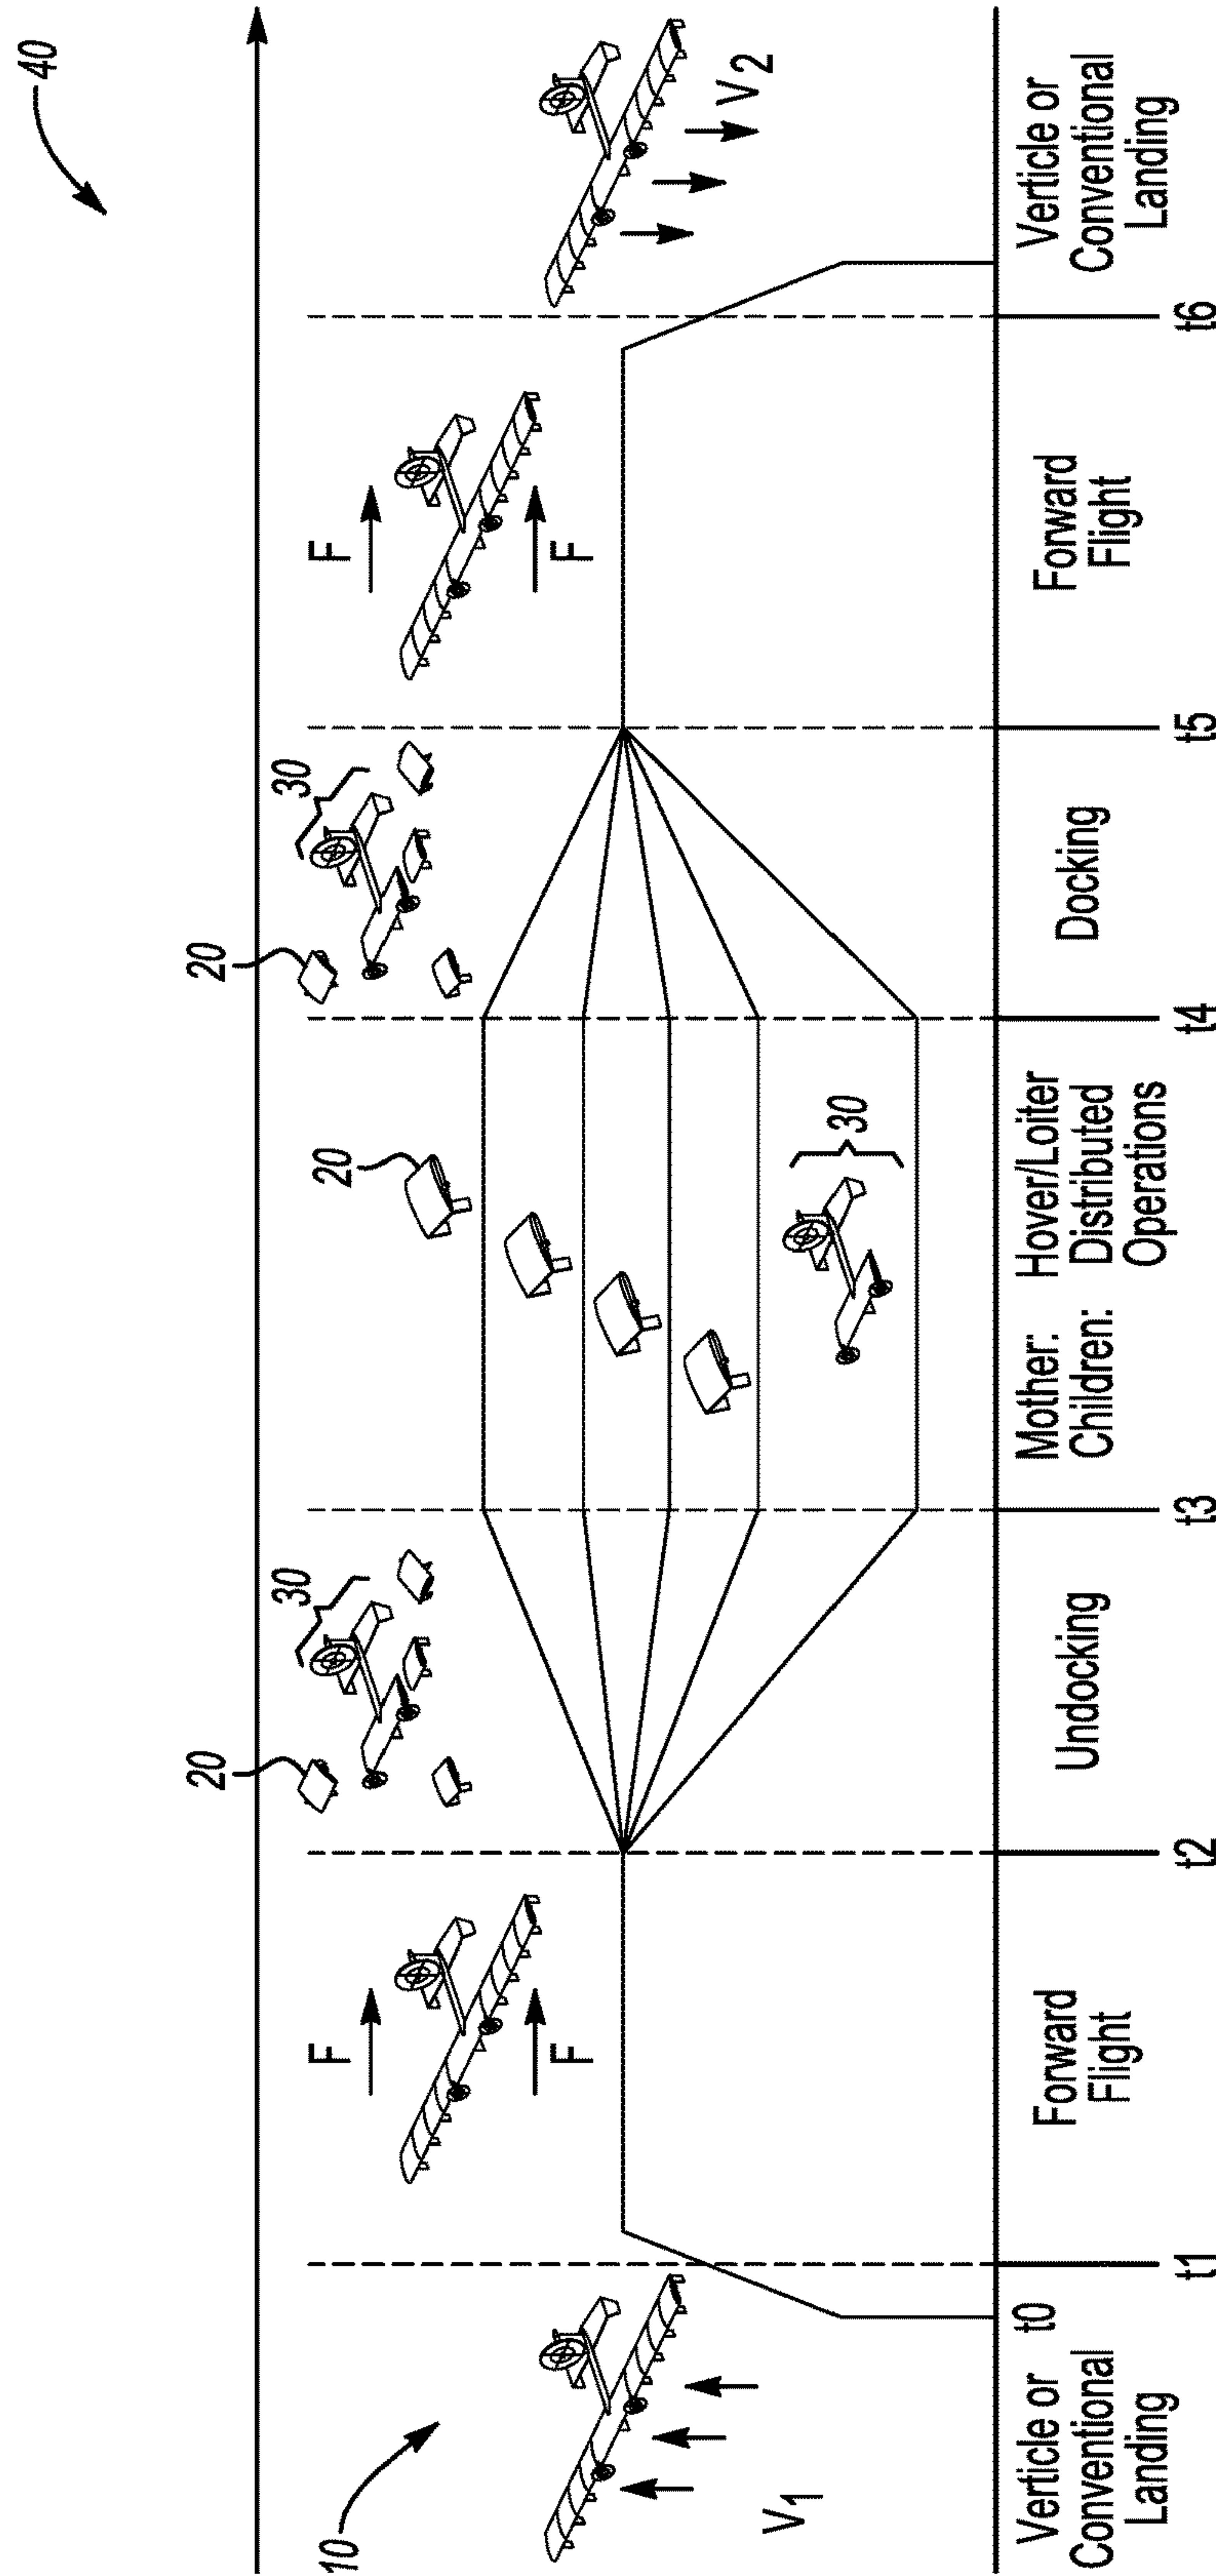 40
10
V1
F
F
20
30
20
30
20
30
F
F
V2
Verticle or
Conventional
Landing
t0
t1
Forward
Flight
t2
Undocking
t3
Mother: Hover/Loiter
Children: Distributed
Operations
t4
Docking
t5
Forward
Flight
t6
Verticle or
Conventional
Landing